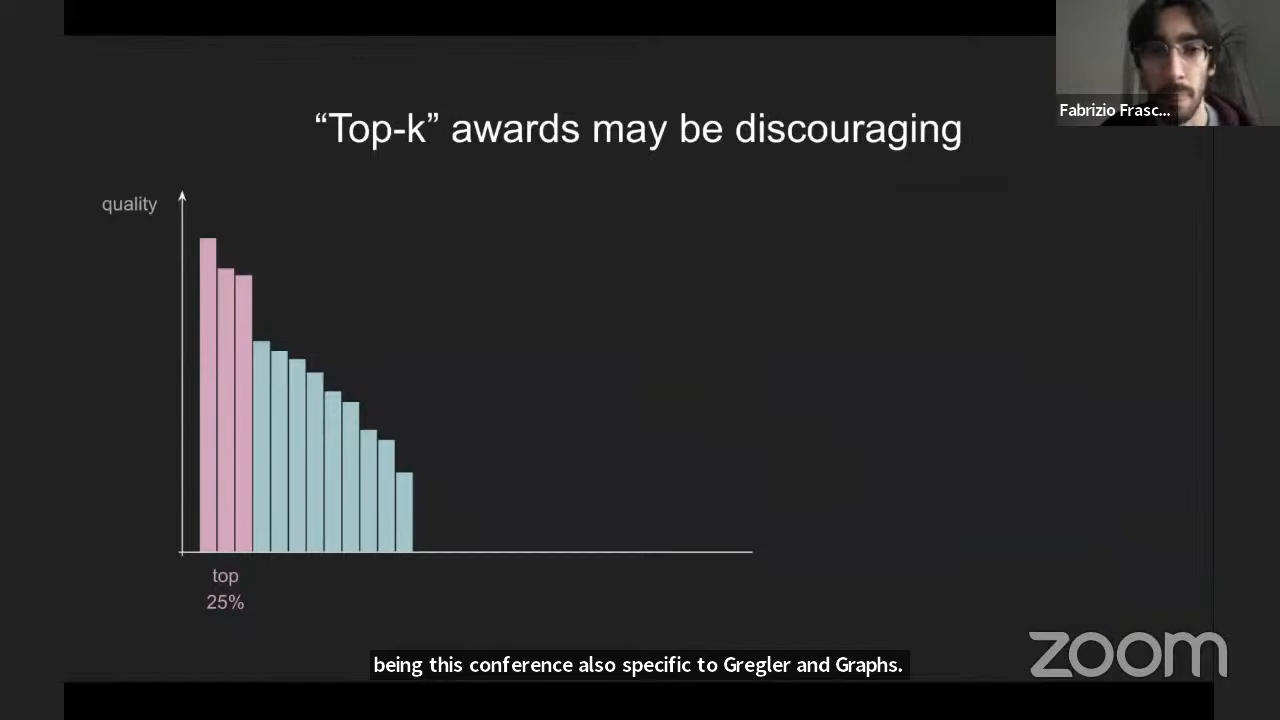 Fabrizio Frasc...
“Top-k” awards may be discouraging
quality
top
25%
being this conference also specific to Gregler and Graphs.
zoom